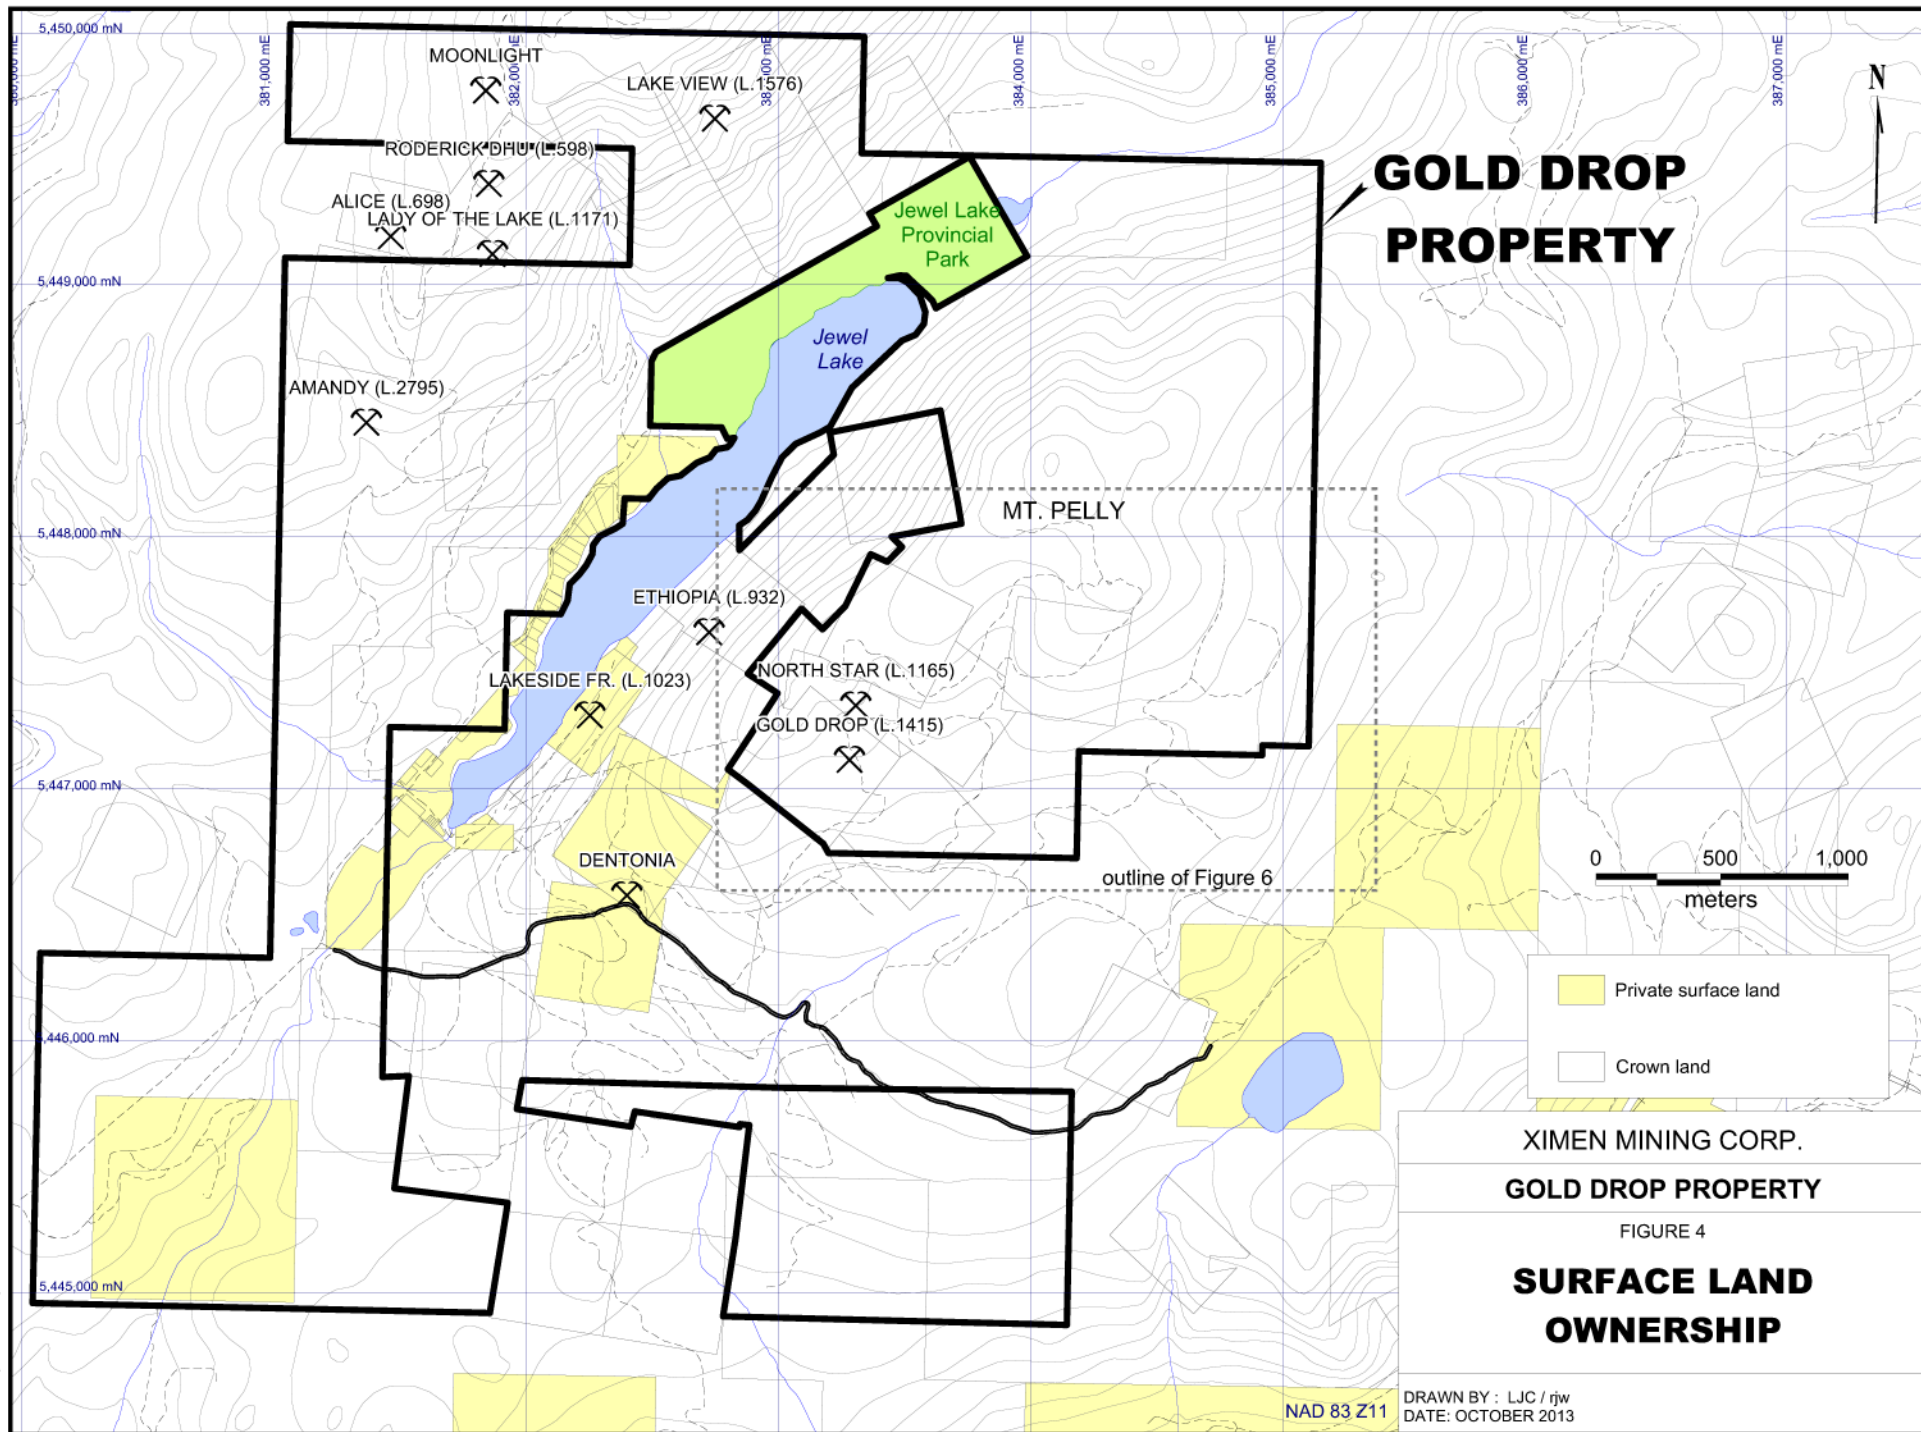 5,450,000 mN
380,000 mE
381,000 mE
382,000 mE
383,000 mE
384,000 mE
385,000 mE
386,000 mE
387,000 mE
MOONLIGHT
LAKE VIEW (L.1576)
N
RODERICK DHU (L.598)
GOLD DROP
PROPERTY
ALICE (L.698)
LADY OF THE LAKE (L.1171)
Jewel Lake
Provincial
Park
5,449,000 mN
Jewel
Lake
AMANDY (L.2795)
MT. PELLY
5,448,000 mN
ETHIOPIA (L.932)
NORTH STAR (L.1165)
LAKESIDE FR. (L.1023)
GOLD DROP (L.1415)
5,447,000 mN
DENTONIA
outline of Figure 6
0 500 1,000
meters
Private surface land
5,446,000 mN
Crown land
XIMEN MINING CORP.
GOLD DROP PROPERTY
FIGURE 4
5,445,000 mN
SURFACE LAND
OWNERSHIP
NAD 83 Z11
DRAWN BY : LJC / rjw
DATE: OCTOBER 2013